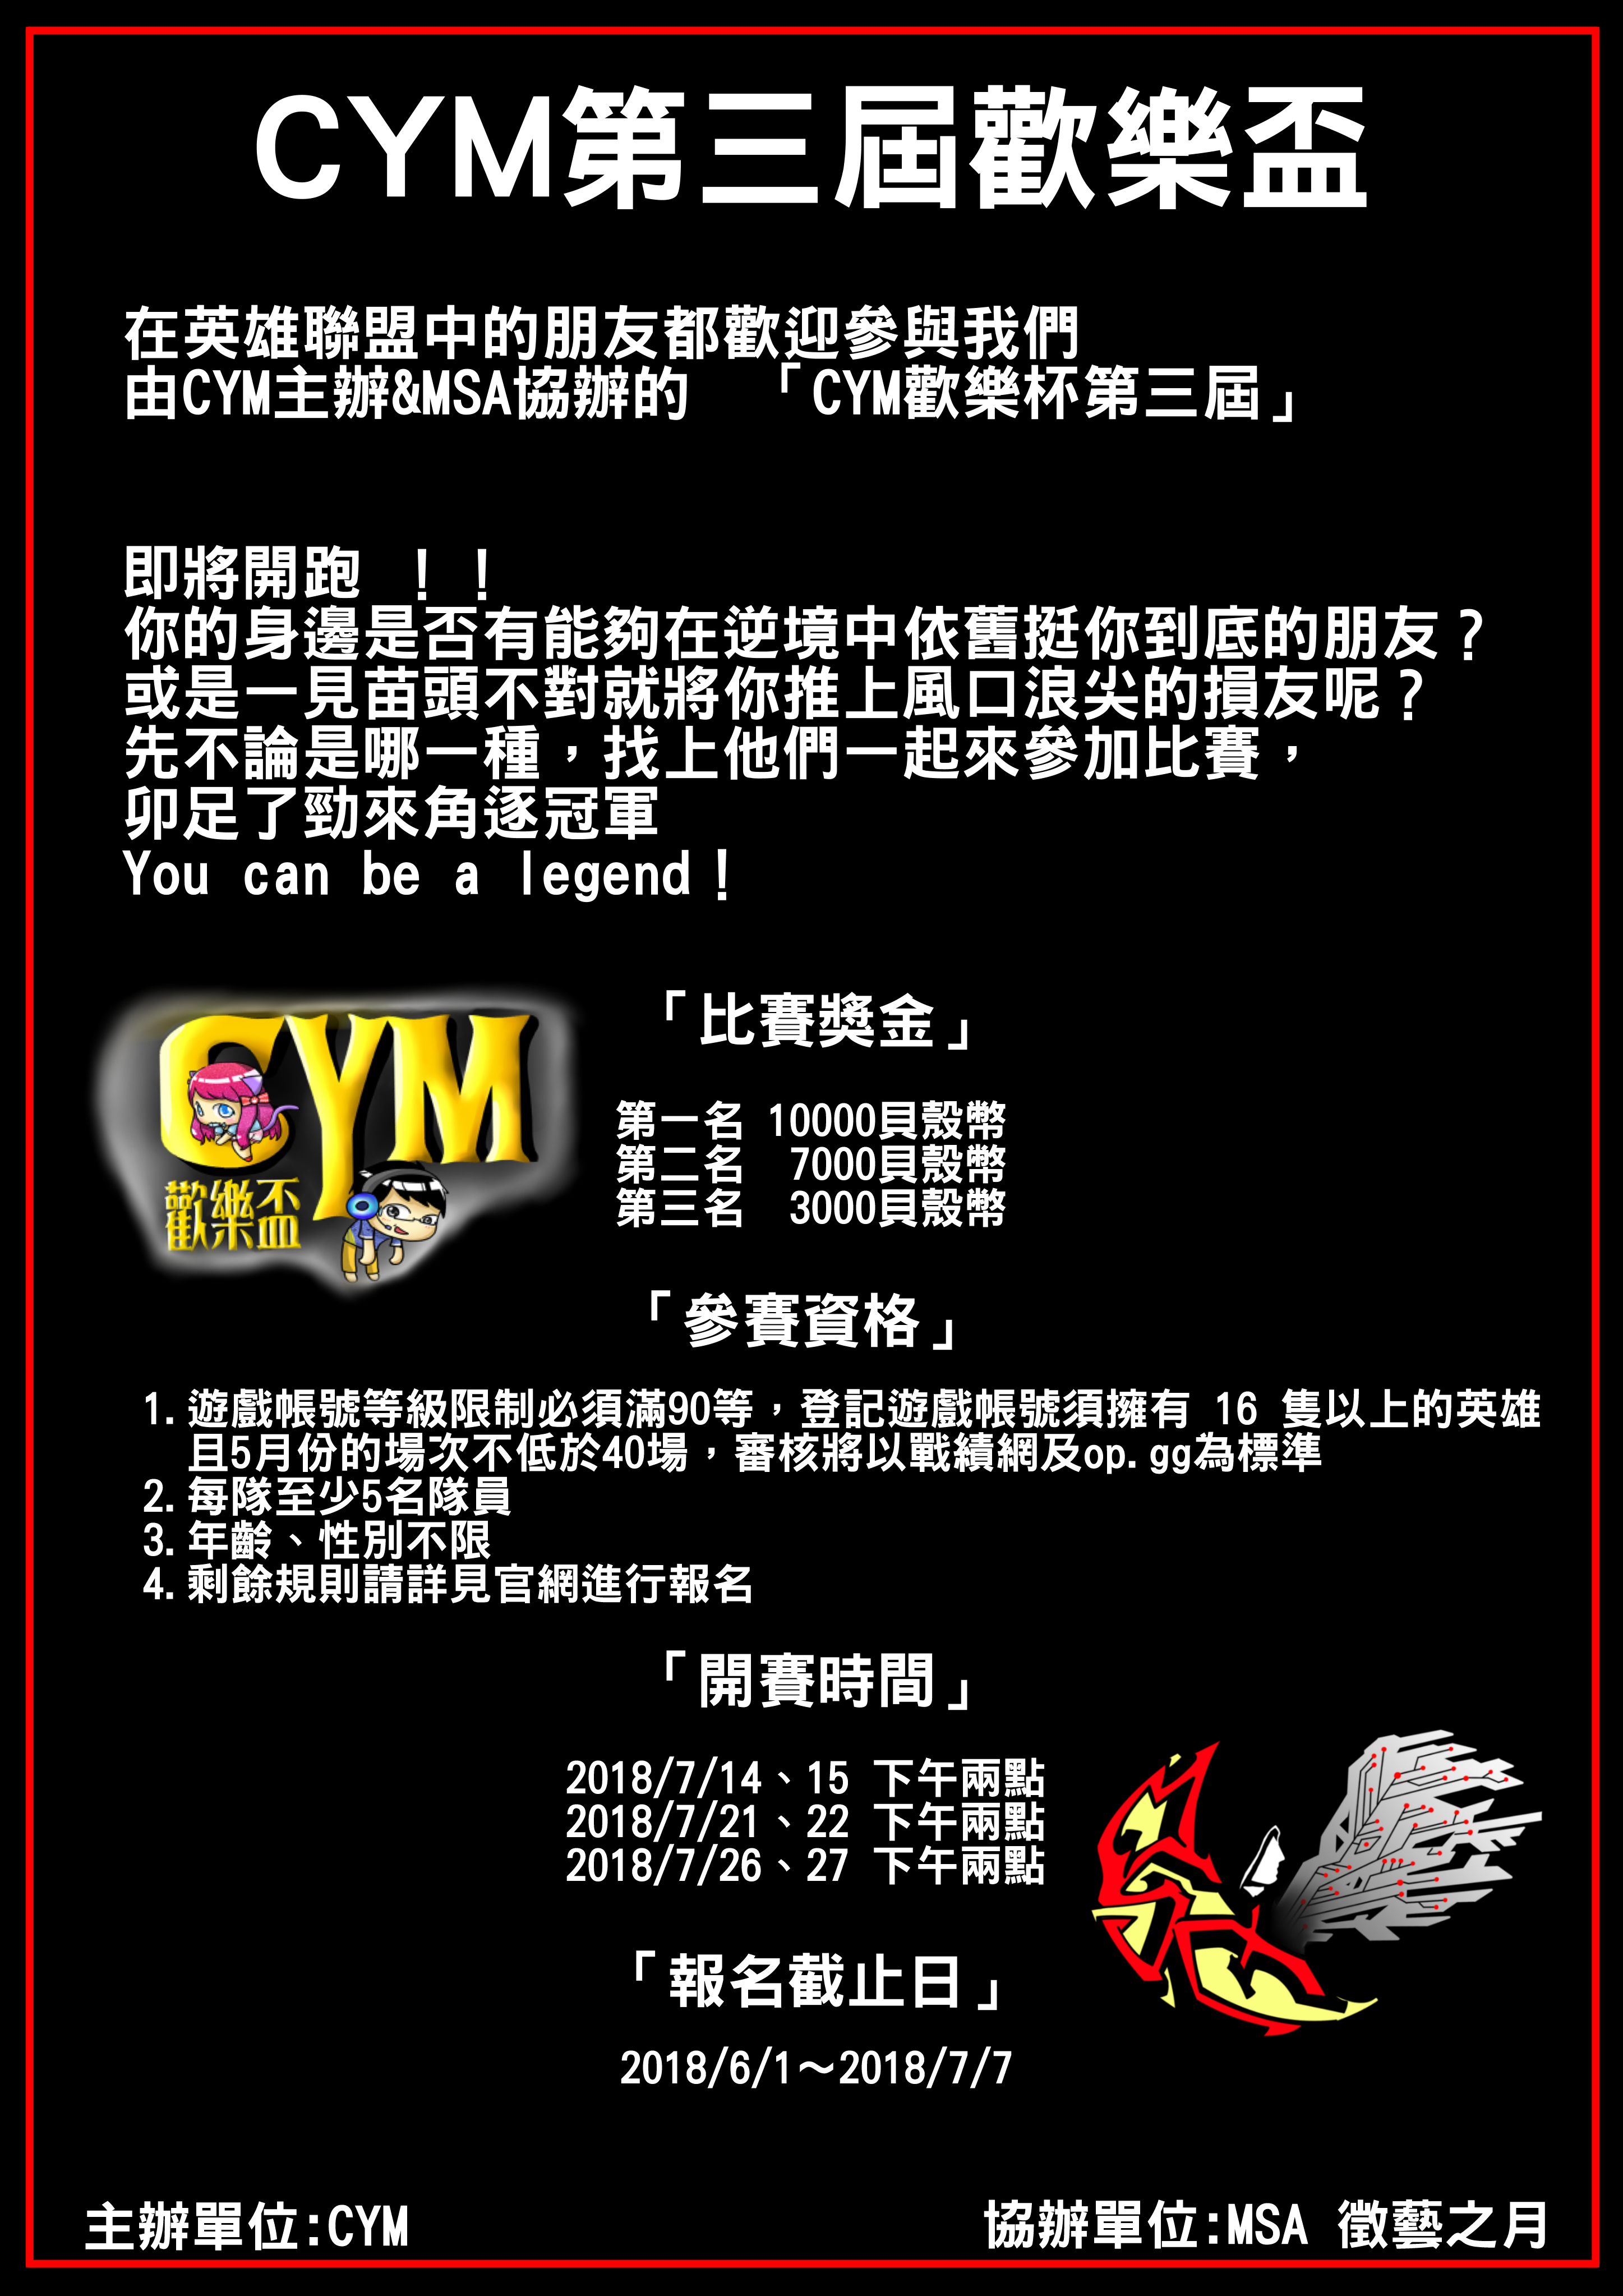 CYM第三屆歡樂盃
在英雄聯盟中的朋友都歡迎參與我們
由CYM主辦&MSA協辦的 「CYM歡樂杯第三屆」
即將開跑 ！！
你的身邊是否有能夠在逆境中依舊挺你到底的朋友？
或是一見苗頭不對就將你推上風口浪尖的損友呢？
先不論是哪一種，找上他們一起來參加比賽，
卯足了勁來角逐冠軍
You can be a legend！
CYM
歡樂盃
「比賽獎金」
第一名 10000貝殼幣
第二名 7000貝殼幣
第三名 3000貝殼幣
「參賽資格」
1.遊戲帳號等級限制必須滿90等，登記遊戲帳號須擁有 16 隻以上的英雄
且5月份的場次不低於40場，審核將以戰績網及op.gg為標準
2.每隊至少5名隊員
3.年齡、性別不限
4.剩餘規則請詳見官網進行報名
「開賽時間」
2018/7/14、15 下午兩點
2018/7/21、22 下午兩點
2018/7/26、27 下午兩點
「報名截止日」
2018/6/1～2018/7/7
主辦單位:CYM
協辦單位:MSA 徵藝之月